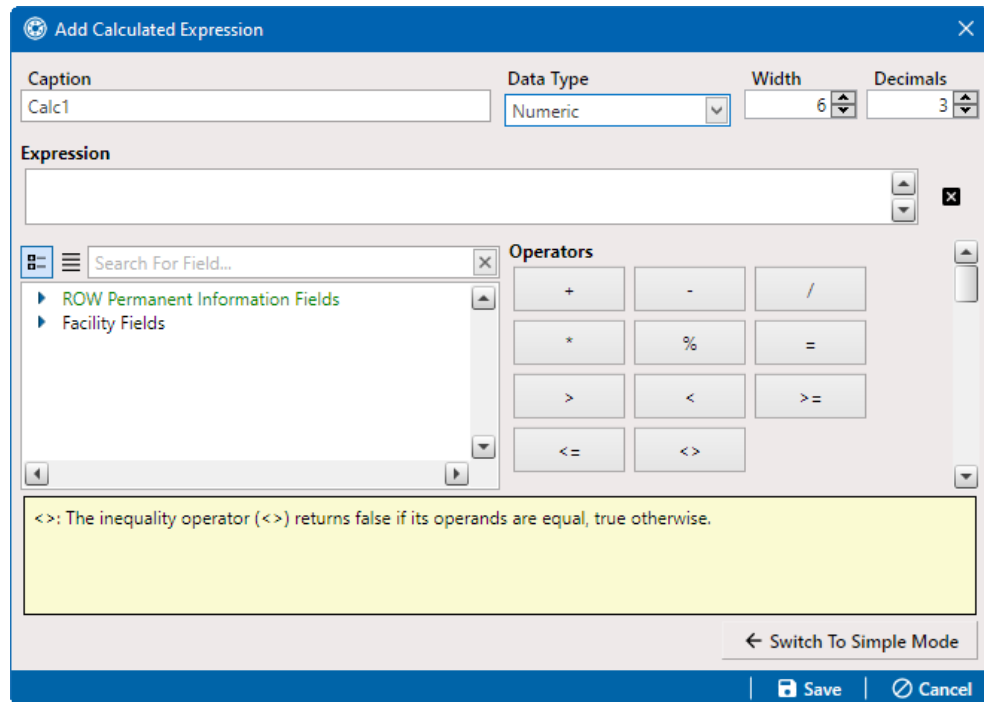 Add Calculated Expression
Caption Data Type Width Decimals
Calc1 Numeric 6 3
Expression
Search For Field...
Operators
+ - /
ROW Permanent Information Fields
Facility Fields
* % =
> < >=
<= <>
<>: The inequality operator (<>) returns false if its operands are equal, true otherwise.
Switch To Simple Mode
Save Cancel